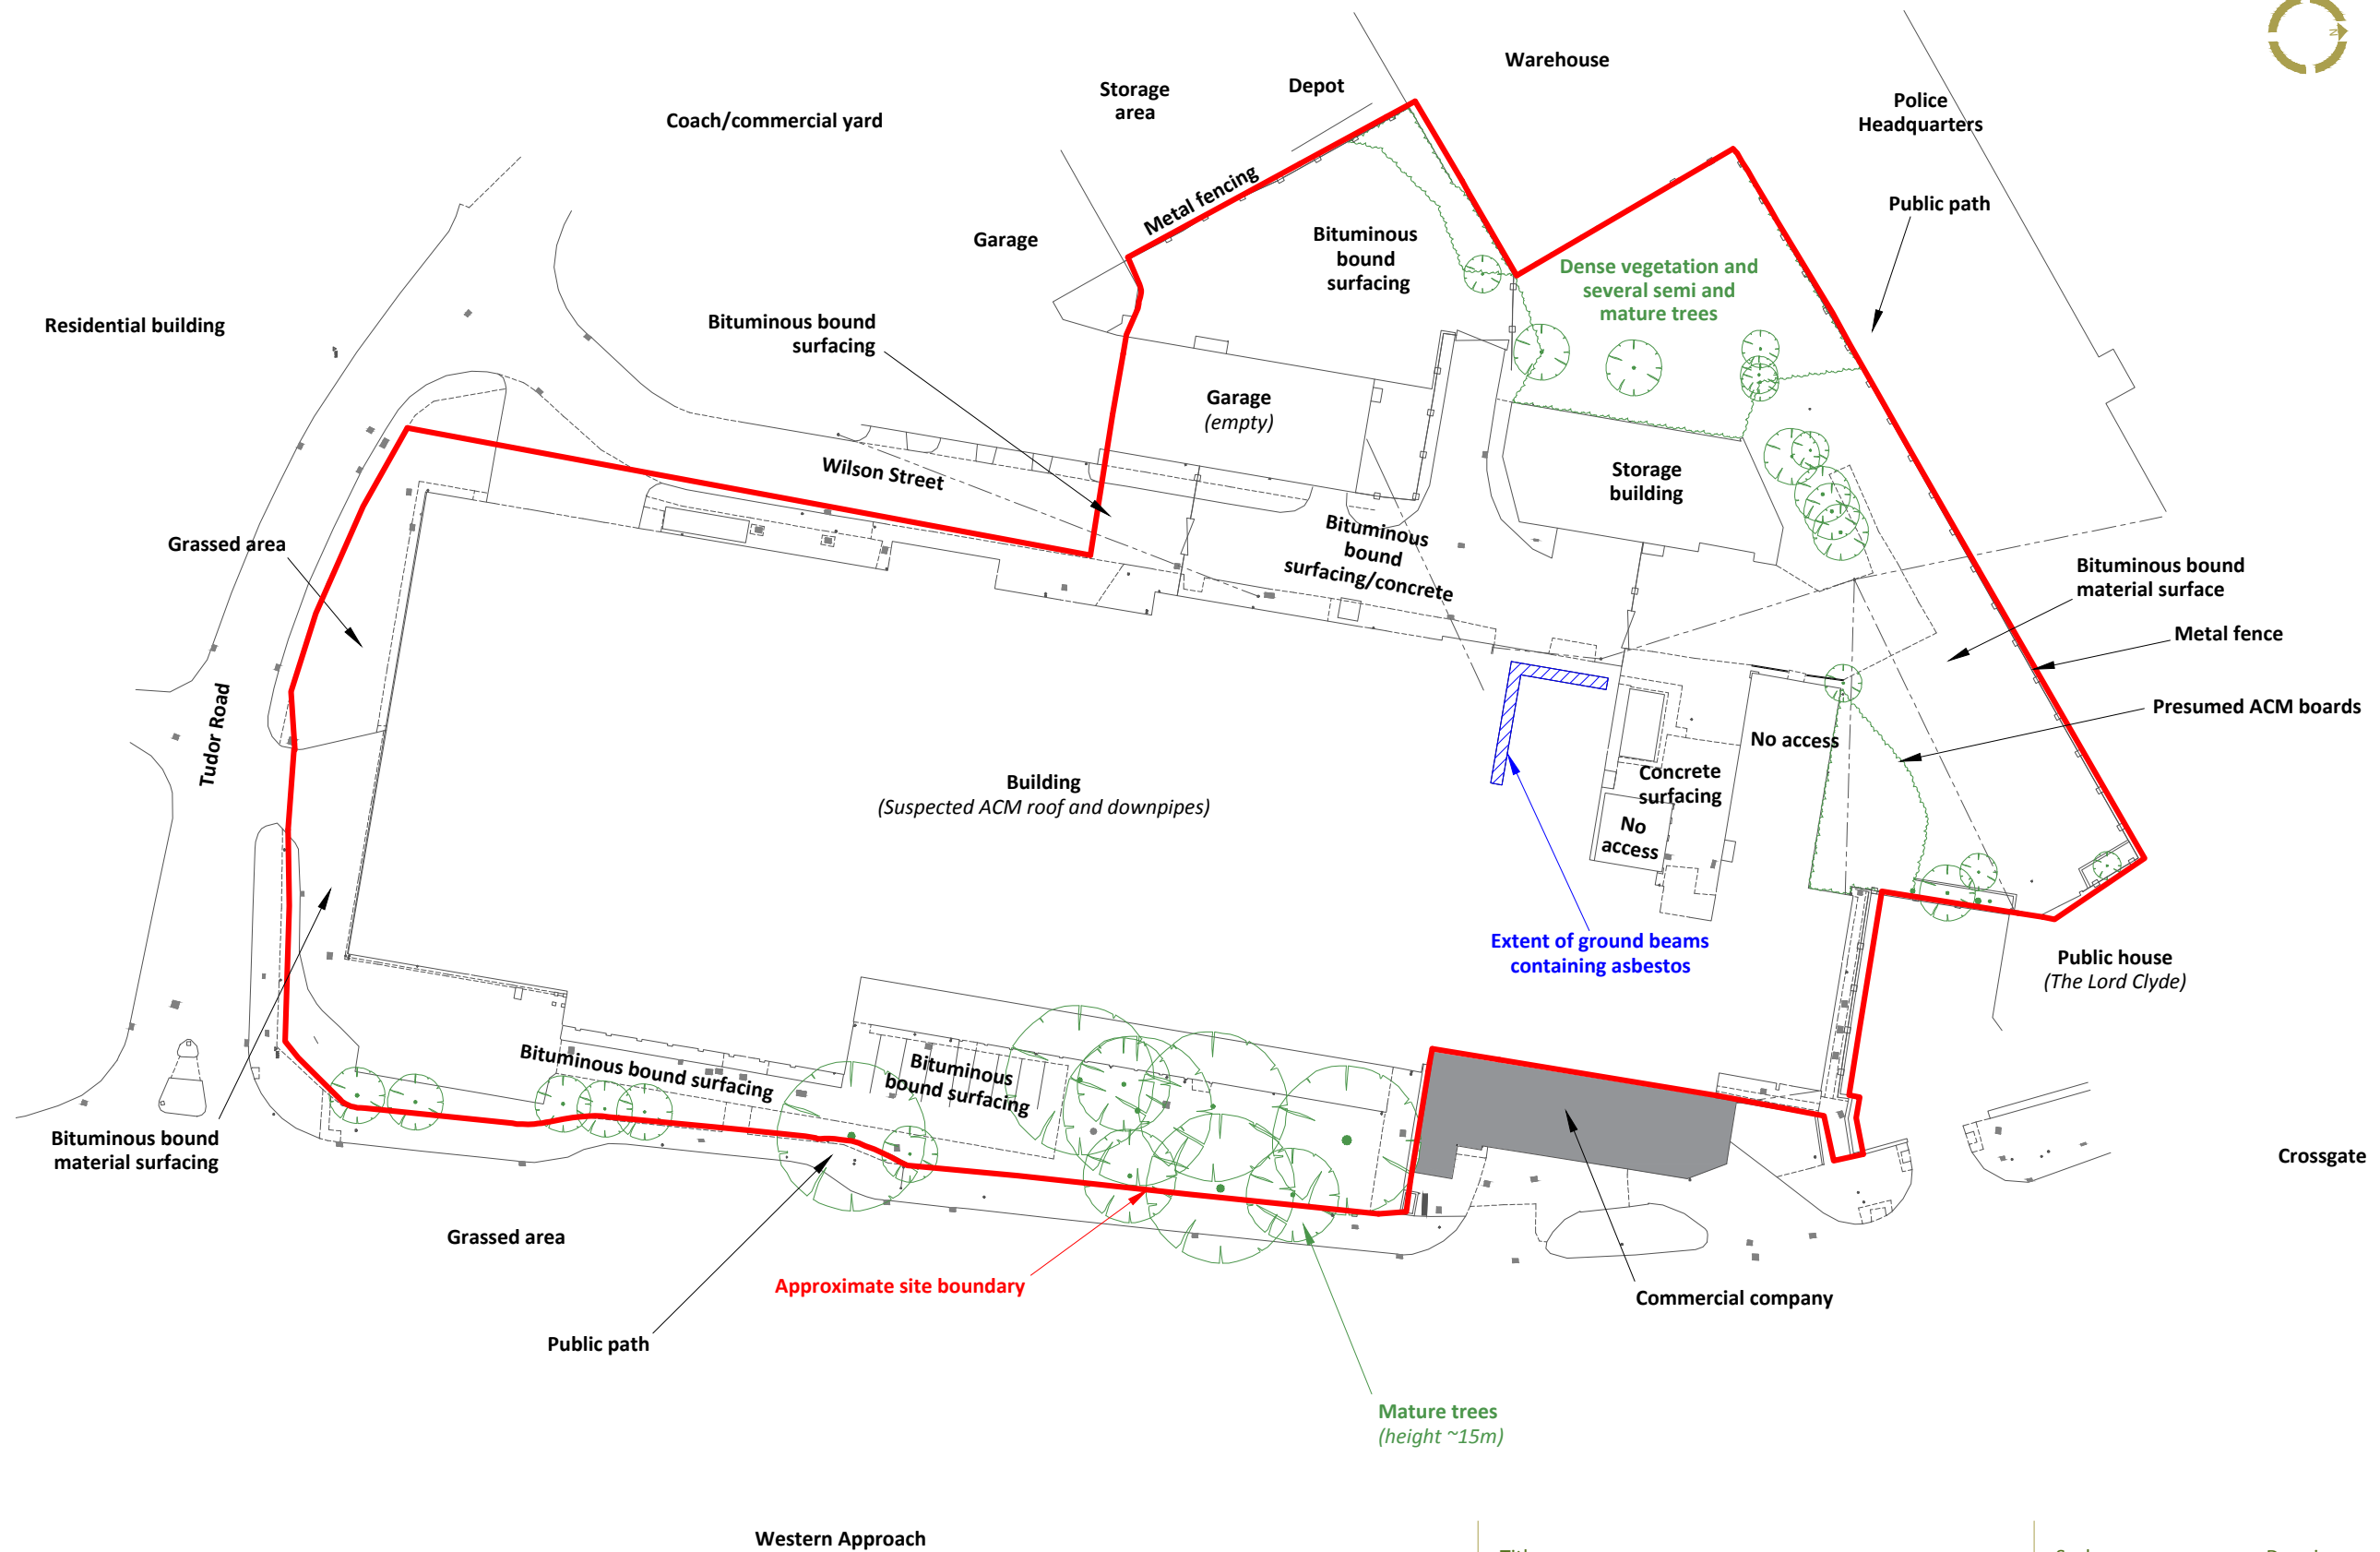 N
Warehouse
Depot
Storage
area
Police
Headquarters
Coach/commercial yard
Metal fencing
Public path
Garage
Bituminous
bound
surfacing
Dense vegetation and
several semi and
mature trees
Residential building
Bituminous bound
surfacing
Garage
(empty)
Wilson Street
Storage
building
Grassed area
Bituminous
bound
surfacing/concrete
Bituminous bound
material surface
Metal fence
Tudor Road
Presumed ACM boards
No access
Building
(Suspected ACM roof and downpipes)
Concrete
surfacing
No
access
Extent of ground beams
containing asbestos
Public house
(The Lord Clyde)
Bituminous bound surfacing
Bituminous
bound surfacing
Bituminous bound
material surfacing
Crossgate
Grassed area
Approximate site boundary
Commercial company
Public path
Mature trees
(height ~15m)
Western Approach